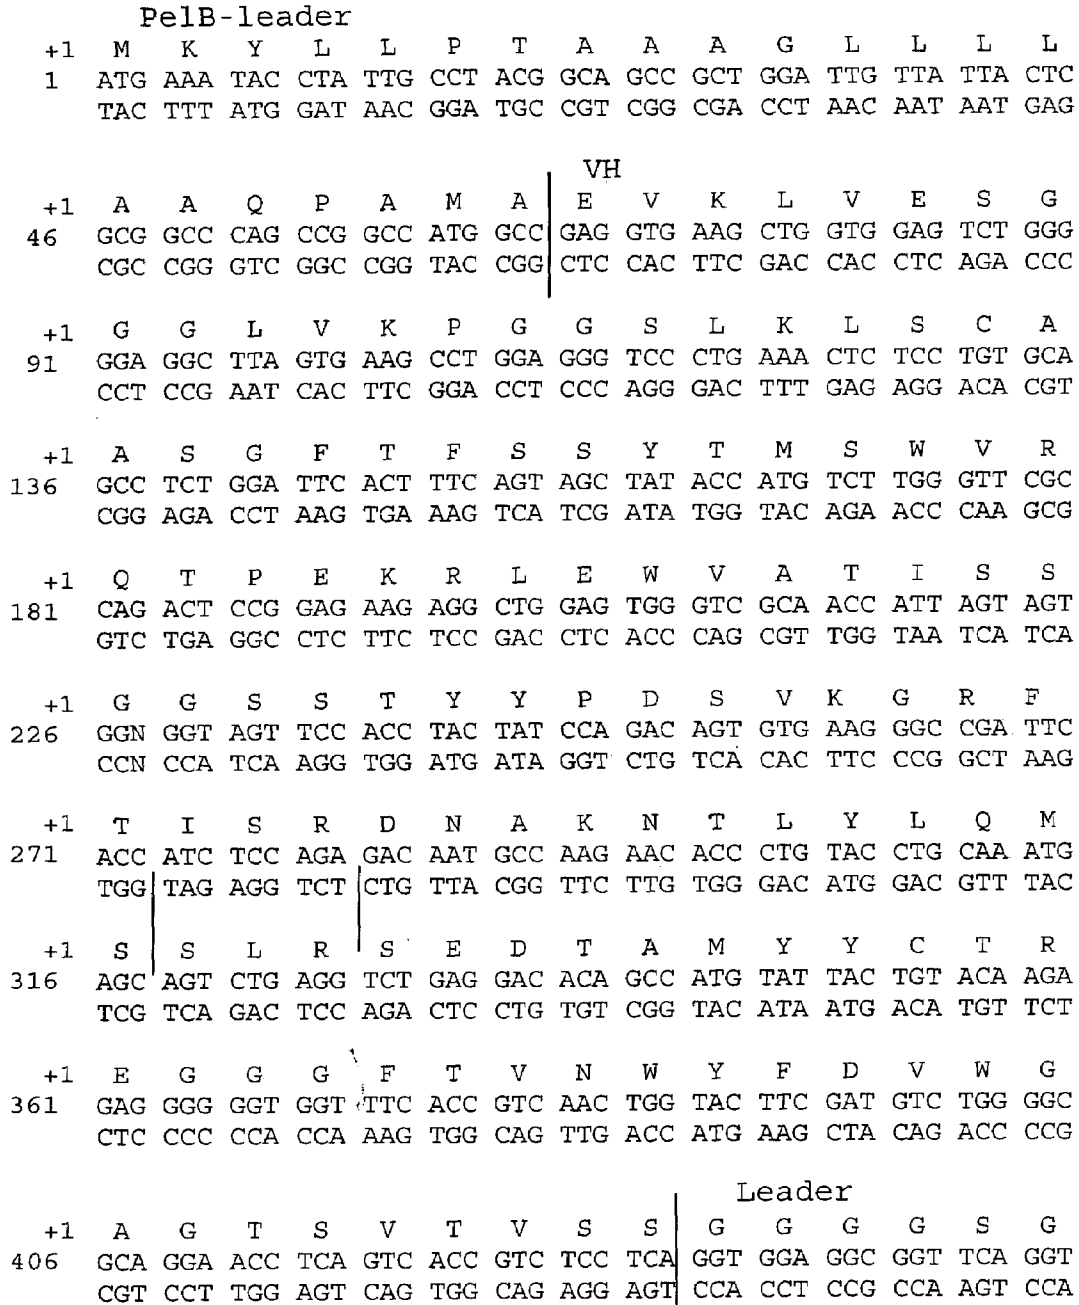 PelB-leader
+1 M K Y L L P T A A A G L L L L
1 ATG AAA TAC CTA TTG CCT ACG GCA GCC GCT GGA TTG TTA TTA CTC
TAC TTT ATG GAT AAC GGA TGC CGT CGG CGA CCT AAC AAT AAT GAG
VH
+1 A A Q P A M A E V K L V E S G
46 GCG GCC CAG CCG GCC ATG GCC GAG GTG AAG CTG GTG GAG TCT GGG
CGC CGG GTC GGC CGG TAC CGG CTC CAC TTC GAC CAC CTC AGA CCC
+1 G G L V K P G G S L K L S C A
91 GGA GGC TTA GTG AAG CCT GGA GGG TCC CTG AAA CTC TCC TGT GCA
CCT CCG AAT CAC TTC GGA CCT CCC AGG GAC TTT GAG AGG ACA CGT
+1 A S G F T F S S Y T M S W V R
136 GCC TCT GGA TTC ACT TTC AGT AGC TAT ACC ATG TCT TGG GTT CGC
CGG AGA CCT AAG TGA AAG TCA TCG ATA TGG TAC AGA ACC CAA GCG
+1 Q T P E K R L E W V A T I S S
181 CAG ACT CCG GAG AAG AGG CTG GAG TGG GTC GCA ACC ATT AGT AGT
GTC TGA GGC CTC TTC TCC GAC CTC ACC CAG CGT TGG TAA TCA TCA
+1 G G S S T Y Y P D S V K G R F
226 GGN GGT AGT TCC ACC TAC TAT CCA GAC AGT GTG AAG GGC CGA TTC
CCN CCA TCA AGG TGG ATG ATA GGT CTG TCA CAC TTC CCG GCT AAG
+1 T I S R D N A K N T L Y L Q M
271 ACC ATC TCC AGA GAC AAT GCC AAG AAC ACC CTG TAC CTG CAA ATG
TGG TAG AGG TCT CTG TTA CGG TTC TTG TGG GAC ATG GAC GTT TAC
+1 S S L R S E D T A M Y Y C T R
316 AGC AGT CTG AGG TCT GAG GAC ACA GCC ATG TAT TAC TGT ACA AGA
TCG TCA GAC TCC AGA CTC CTG TGT CGG TAC ATA ATG ACA TGT TCT
+1 E G G G F T V N W Y F D V W G
361 GAG GGG GGT GGT TTC ACC GTC AAC TGG TAC TTC GAT GTC TGG GGC
CTC CCC CCA CCA AAG TGG CAG TTG ACC ATG AAG CTA CAG ACC CCG
Leader
+1 A G T S V T V S S G G G G S G
406 GCA GGA ACC TCA GTC ACC GTC TCC TCA GGT GGA GGC GGT TCA GGT
CGT CCT TGG AGT CAG TGG CAG AGG AGT CCA CCT CCG CCA AGT CCA